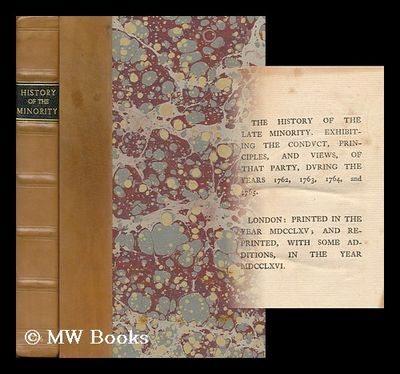 HISTORY
OF THE
MINORITY
THE HISTORY OF THE
LATE MINORITY. EXHIBIT-
ING THE CONDVCT, PRIN-
CIPLES, AND VIEWS, OF
THAT PARTY, DVRING THE
YEARS 1762, 1763, 1764, and
1765.
LONDON: PRINTED IN THE
YEAR MDCCLXV; AND RE-
PRINTED, WITH SOME AD-
DITIONS, IN THE YEAR
MDCCLXVI.
© MW Books